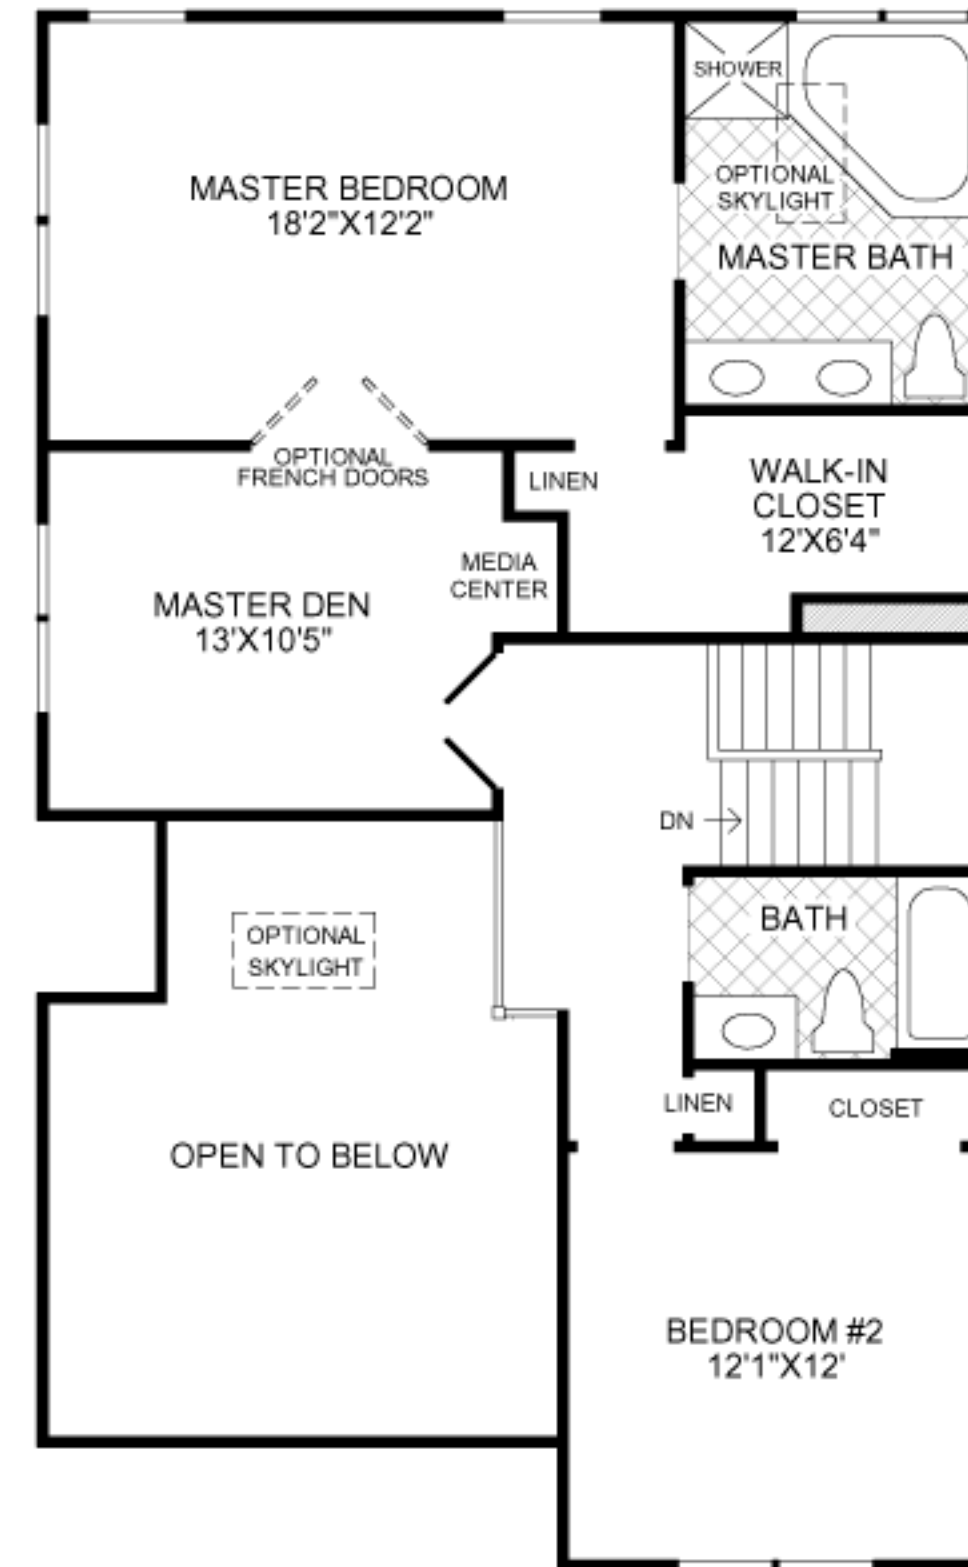 SHOWER
MASTER BEDROOM
18'2"X12'2"
OPTIONAL
SKYLIGHT
MASTER BATH
OPTIONAL
FRENCH DOORS
LINEN
WALK-IN
CLOSET
12'X6'4"
MEDIA
CENTER
MASTER DEN
13'X10'5"
DN
BATH
OPTIONAL
SKYLIGHT
LINEN
CLOSET
OPEN TO BELOW
BEDROOM #2
12'1"X12'